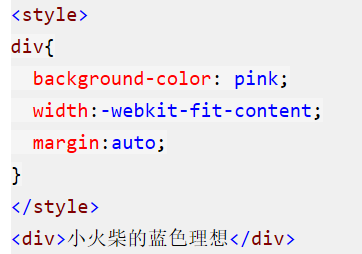 <style>
div{
  background-color: pink;
  width:-webkit-fit-content;
  margin:auto;
}
</style>
<div>小火柴的蓝色理想</div>